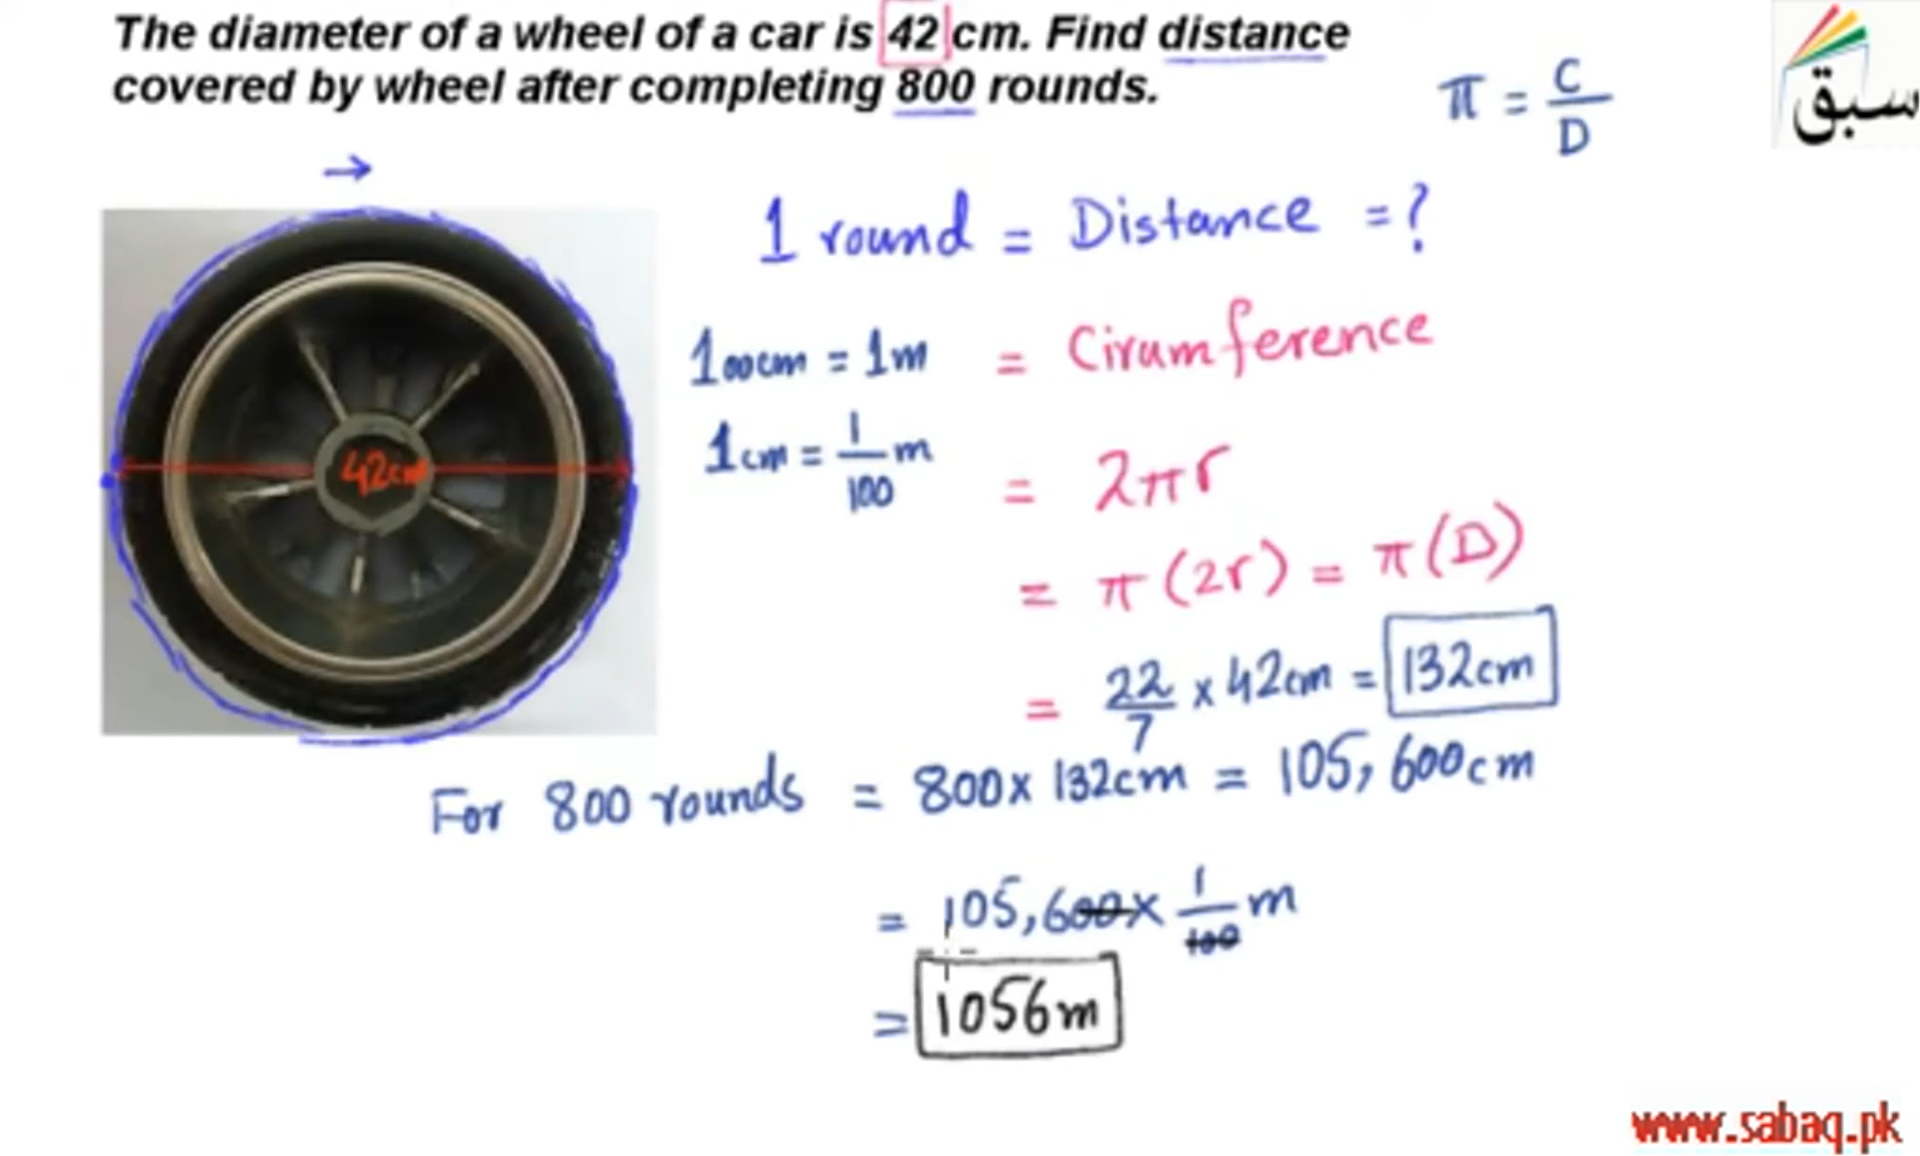 The diameter of a wheel of a car is 42 cm. Find distance
covered by wheel after completing 800 rounds.
π = C/D
سبق
1 round = Distance = ?
100cm = 1m = Cirumference
1cm = 1/100 m
= 2πr
= π(2r) = π(D)
42cm
= 22/7 × 42cm = 132cm
For 800 rounds = 800× 132cm = 105,600cm
= 105,600× 1/100 m
= 1056m
www.sabaq.pk